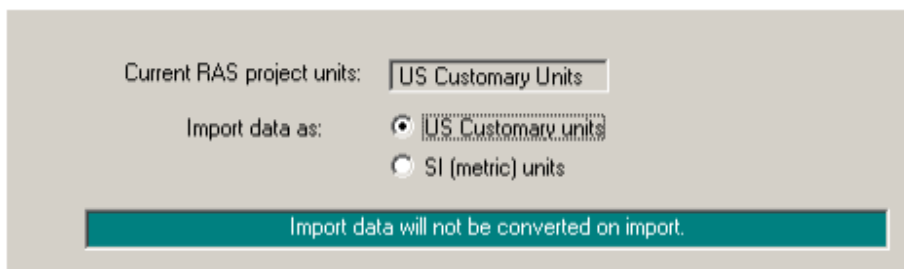 Current RAS project units: US Customary Units
Import data as: US Customary units
SI (metric) units
Import data will not be converted on import.